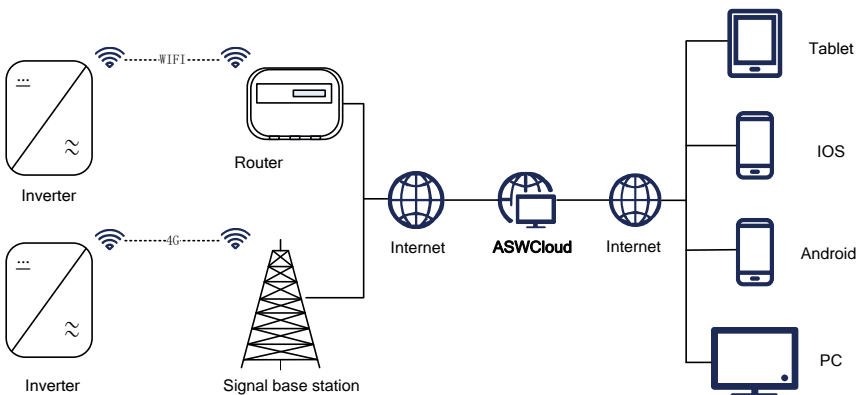 WIFI
Tablet
Router
IOS
Inverter
4G
Internet
ASWCloud
Internet
Android
Inverter
Signal base station
PC